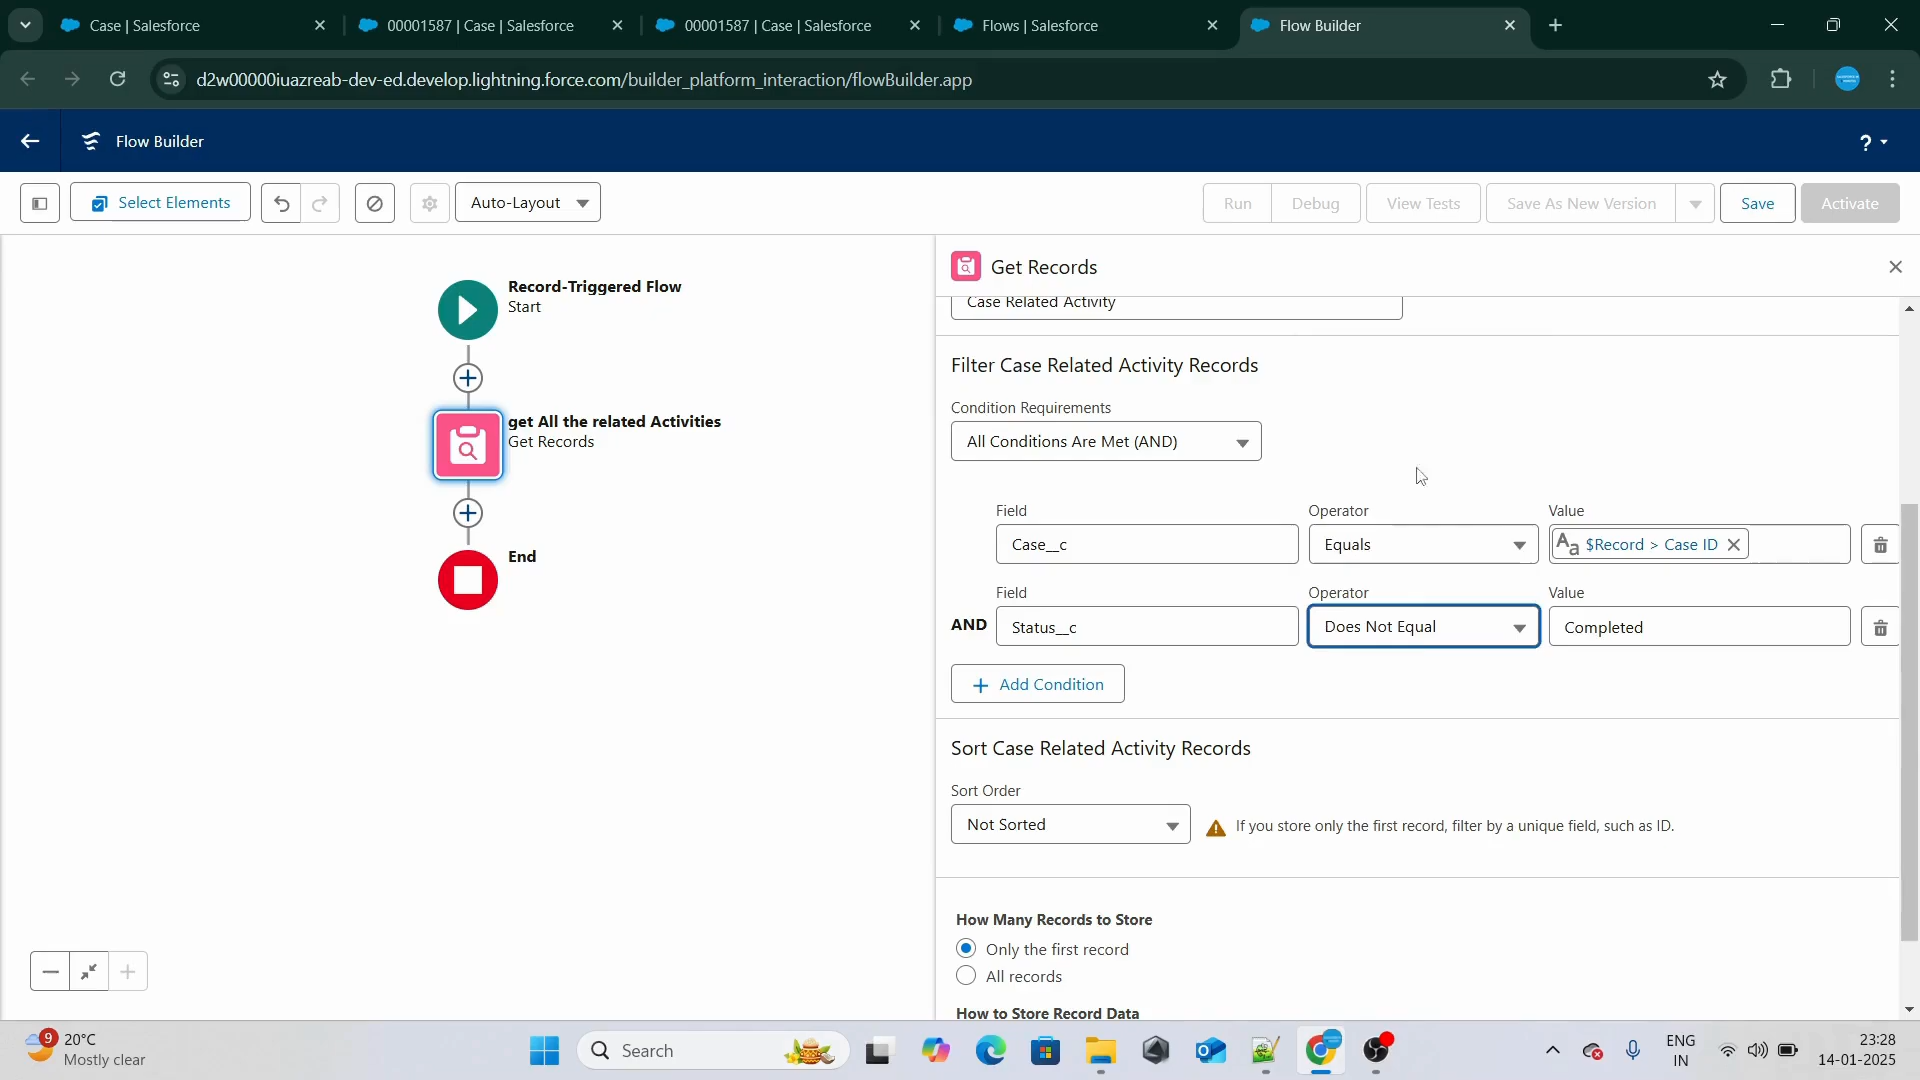 Case | Salesforce
00001587 | Case | Salesforce
00001587 | Case | Salesforce
Flows | Salesforce
Flow Builder
d2w00000iuazreab-dev-ed.develop.lightning.force.com/builder_platform_interaction/flowBuilder.app
Flow Builder
?
Select Elements
Auto-Layout
Run
Debug
View Tests
Save As New Version
Save
Activate
Record-Triggered Flow
Start
get All the related Activities
Get Records
End
Get Records
Case Related Activity
Filter Case Related Activity Records
Condition Requirements
All Conditions Are Met (AND)
Field
Operator
Value
Case__c
Equals
Aa $Record > Case ID
Field
Operator
Value
AND
Status__c
Does Not Equal
Completed
Add Condition
Sort Case Related Activity Records
Sort Order
Not Sorted
If you store only the first record, filter by a unique field, such as ID.
How Many Records to Store
Only the first record
All records
How to Store Record Data
9
20°C
Mostly clear
Search
ENG
IN
23:28
14-01-2025